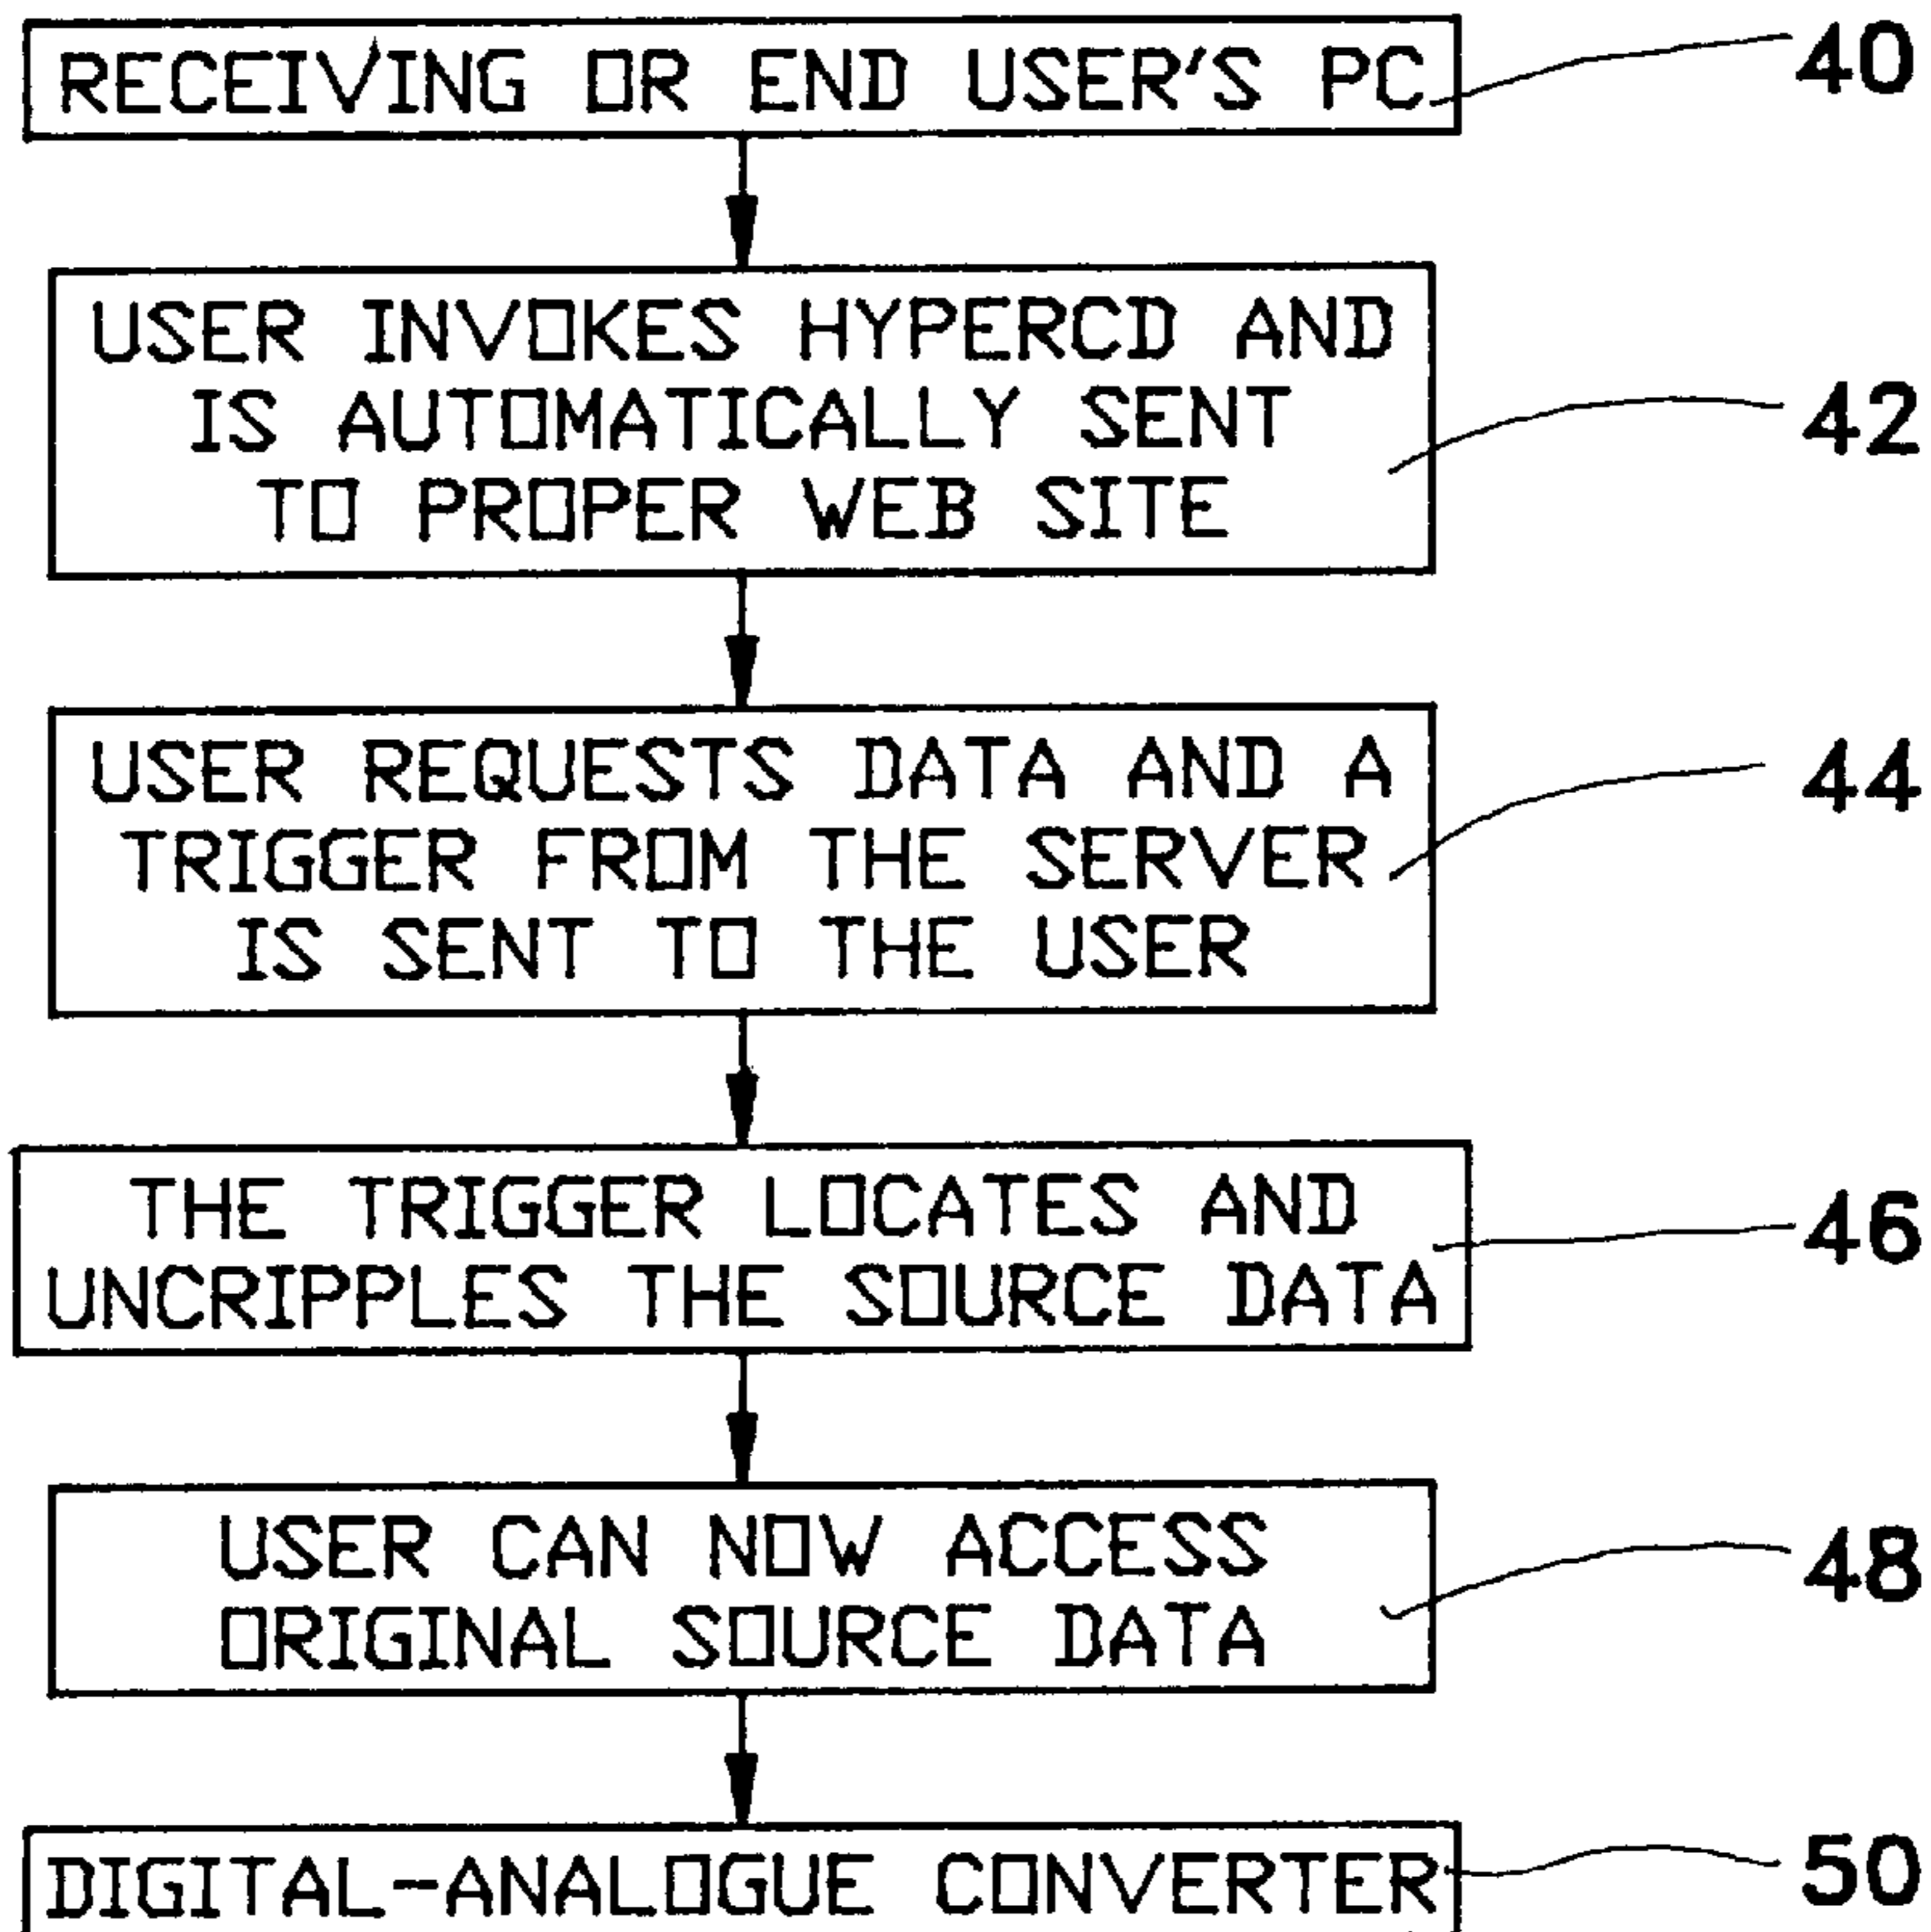 RECEIVING OR END USER'S PC
40
USER INVOKES HYPERCD AND
IS AUTOMATICALLY SENT
TO PROPER WEB SITE
42
USER REQUESTS DATA AND A
TRIGGER FROM THE SERVER
IS SENT TO THE USER
44
THE TRIGGER LOCATES AND
UNCRIPPLES THE SOURCE DATA
46
USER CAN NOW ACCESS
ORIGINAL SOURCE DATA
48
DIGITAL-ANALOGUE CONVERTER
50